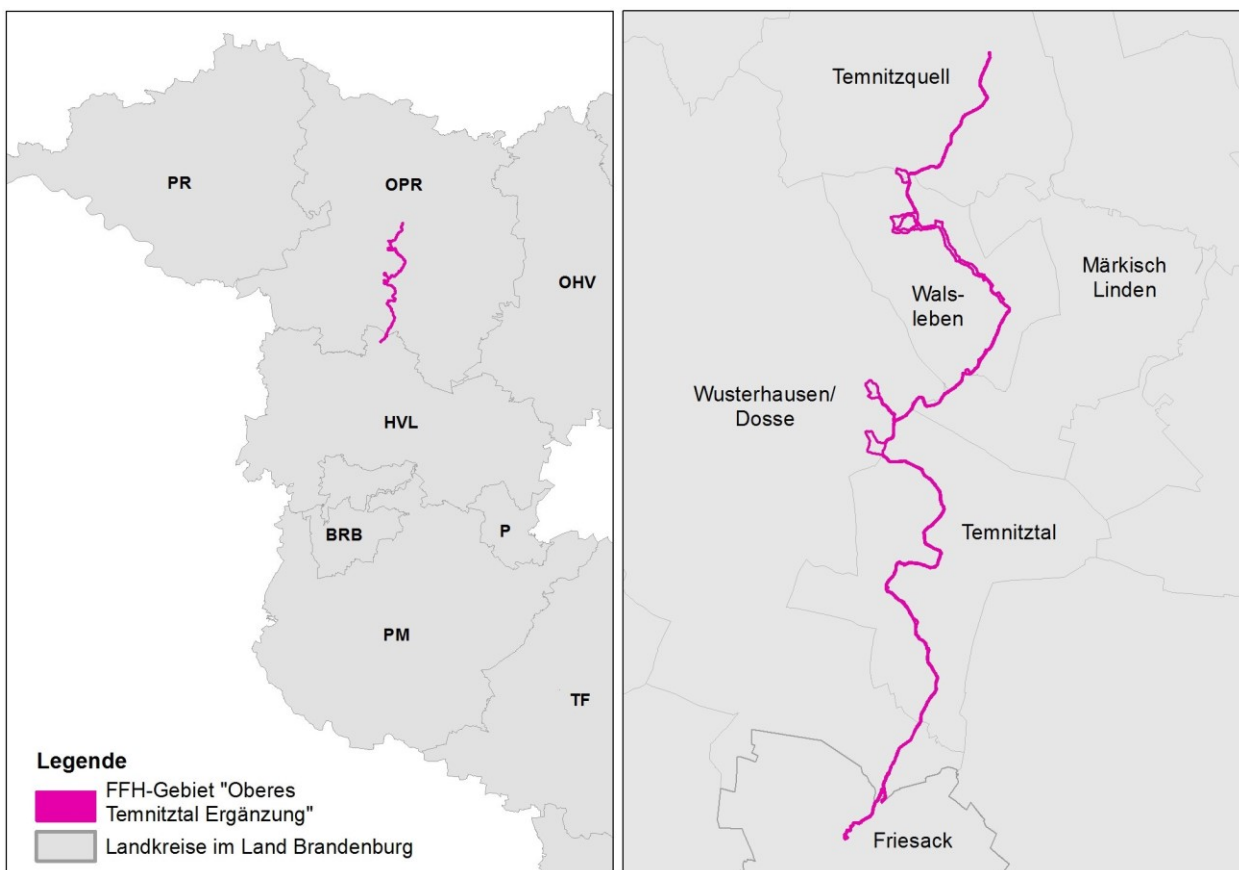 PR
OPR
OHV
HVL
BRB
P
PM
TF
Legende
FFH-Gebiet "Oberes
Temnitztal Ergänzung"
Landkreise im Land Brandenburg
Temnitzquell
Märkisch
Linden
Wals-
leben
Wusterhausen/
Dosse
Temnitztal
Friesack